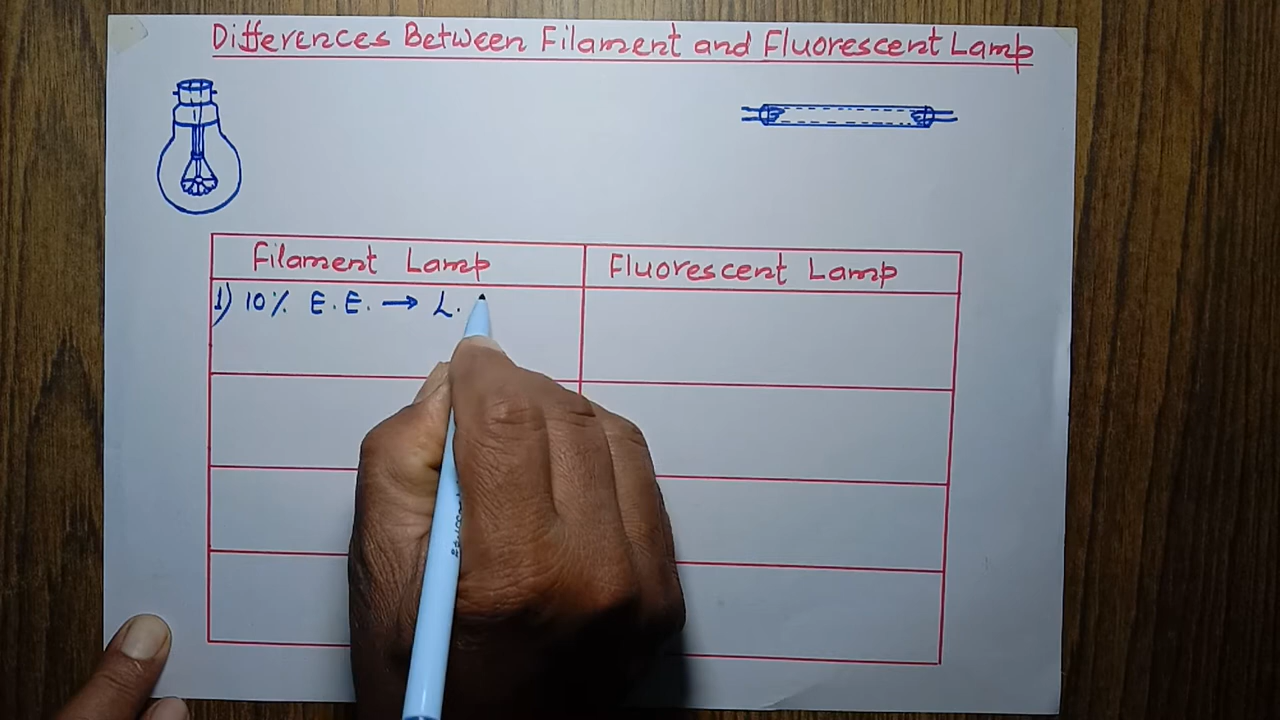 Differences Between Filament and Fluorescent Lamp
Filament Lamp
Fluorescent Lamp
1) 10% E.E. → L.